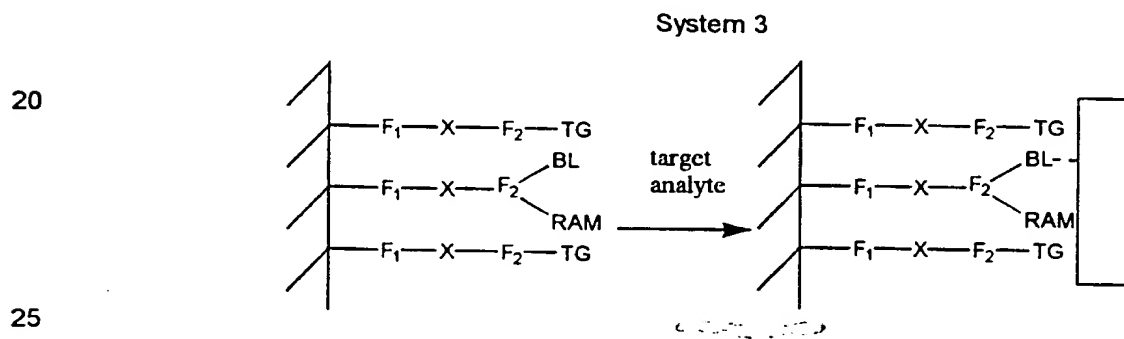 System 3
20
F₁—X—F₂—TG F₁—X—F₂—TG
BL target BL-
F₁—X—F₂ analyte F₁—X—F₂
RAM RAM
F₁—X—F₂—TG F₁—X—F₂—TG
25